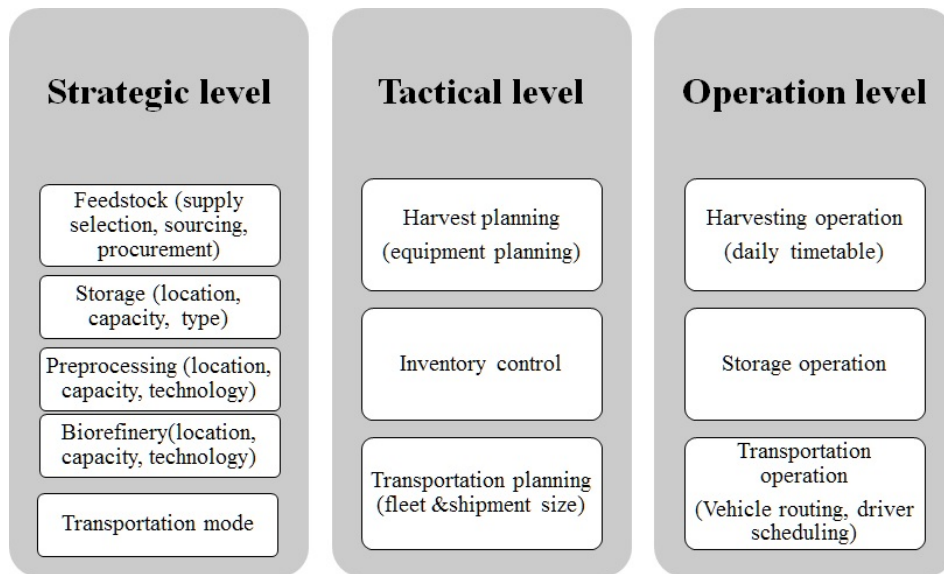 Strategic level
Feedstock (supply
selection, sourcing,
procurement)
Storage (location,
capacity, type)
Preprocessing (location,
capacity, technology)
Biorefinery(location,
capacity, technology)
Transportation mode
Tactical level
Harvest planning
(equipment planning)
Inventory control
Transportation planning
(fleet &shipment size)
Operation level
Harvesting operation
(daily timetable)
Storage operation
Transportation
operation
(Vehicle routing, driver
scheduling)